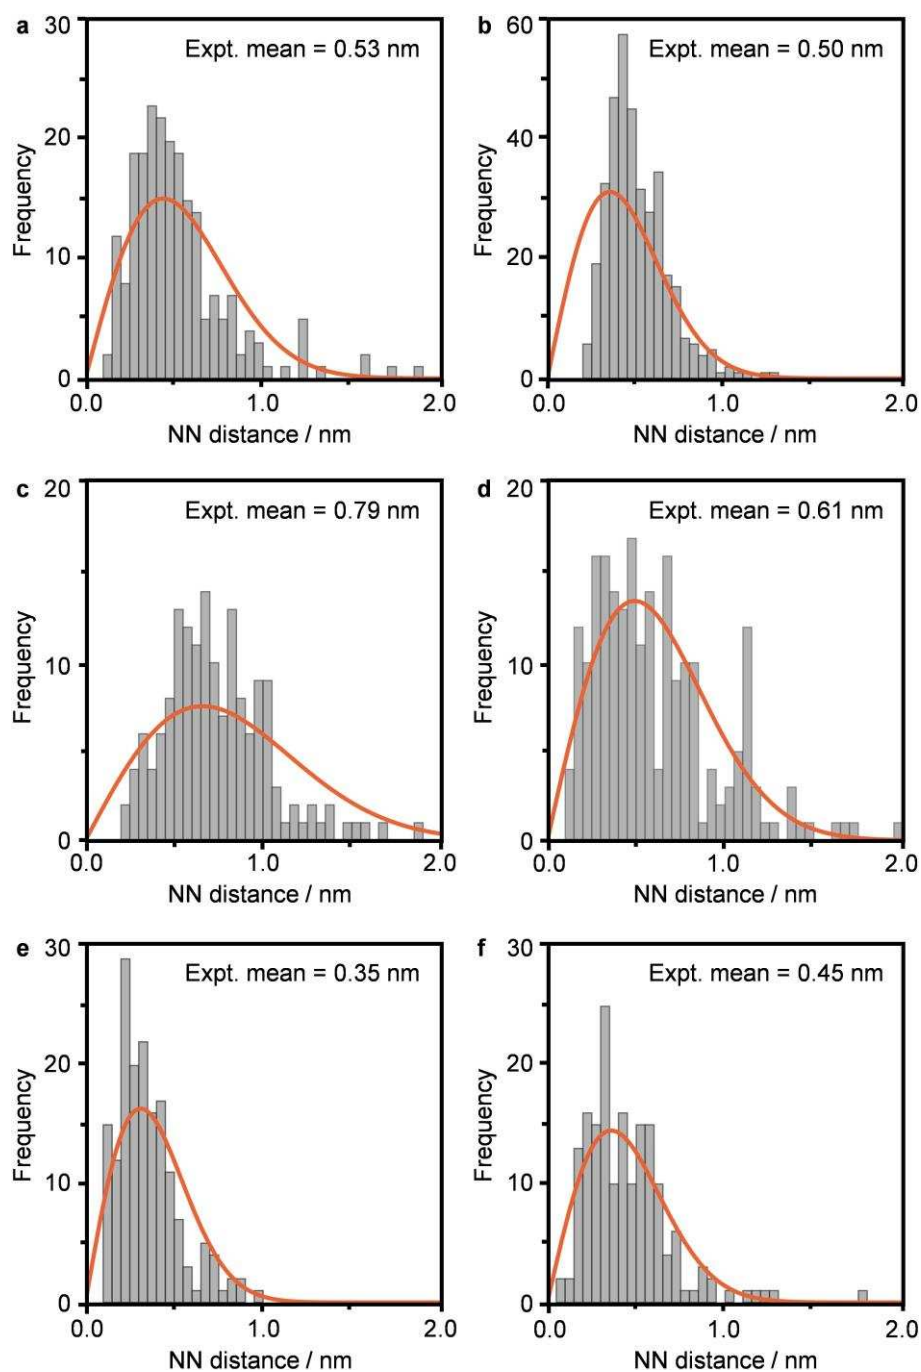 a
Expt. mean = 0.53 nm
30
20
10
0
Frequency
0.0 1.0 2.0
NN distance / nm
b
Expt. mean = 0.50 nm
60
40
20
0
Frequency
0.0 1.0 2.0
NN distance / nm
c
Expt. mean = 0.79 nm
20
10
0
Frequency
0.0 1.0 2.0
NN distance / nm
d
Expt. mean = 0.61 nm
20
10
0
Frequency
0.0 1.0 2.0
NN distance / nm
e
Expt. mean = 0.35 nm
30
20
10
0
Frequency
0.0 1.0 2.0
NN distance / nm
f
Expt. mean = 0.45 nm
30
20
10
0
Frequency
0.0 1.0 2.0
NN distance / nm